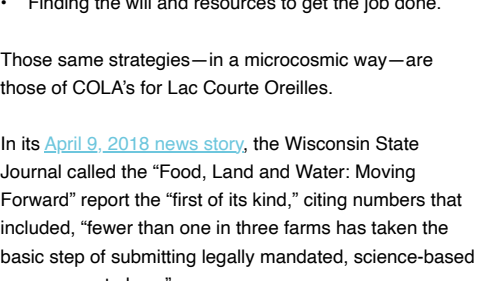 • Finding the will and resources to get the job done.
Those same strategies—in a microcosmic way—are
those of COLA’s for Lac Courte Oreilles.
In its April 9, 2018 news story, the Wisconsin State
Journal called the “Food, Land and Water: Moving
Forward” report the “first of its kind,” citing numbers that
included, “fewer than one in three farms has taken the
basic step of submitting legally mandated, science-based